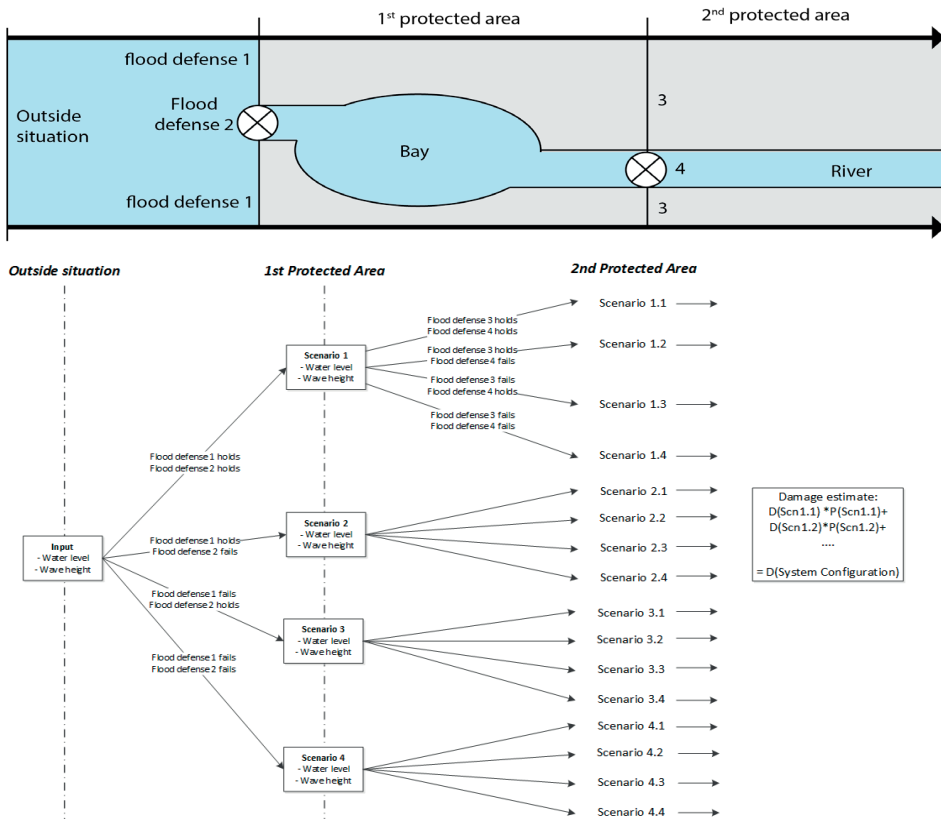 1st protected area
2nd protected area
flood defense 1
Outside
situation
Flood
defense 2
Bay
3
4
River
flood defense 1
3
Outside situation
1st Protected Area
2nd Protected Area
Scenario 1.1
Flood defense 3 holds
Flood defense 4 holds
Scenario 1
- Water level
- Wave height
Flood defense 3 holds
Flood defense 4 fails
Scenario 1.2
Flood defense 3 fails
Flood defense 4 holds
Scenario 1.3
Flood defense 3 fails
Flood defense 4 fails
Scenario 1.4
Flood defense 1 holds
Flood defense 2 holds
Scenario 2.1
Scenario 2
- Water level
- Wave height
Scenario 2.2
Scenario 2.3
Scenario 2.4
Damage estimate:
D(Scn1.1) *P(Scn1.1)+
D(Scn1.2)*P(Scn1.2)+
....
= D(System Configuration)
Input
- Water level
- Wave height
Flood defense 1 holds
Flood defense 2 fails
Flood defense 1 fails
Flood defense 2 holds
Scenario 3.1
Scenario 3
- Water level
- Wave height
Scenario 3.2
Scenario 3.3
Scenario 3.4
Flood defense 1 fails
Flood defense 2 fails
Scenario 4.1
Scenario 4
- Water level
- Wave height
Scenario 4.2
Scenario 4.3
Scenario 4.4